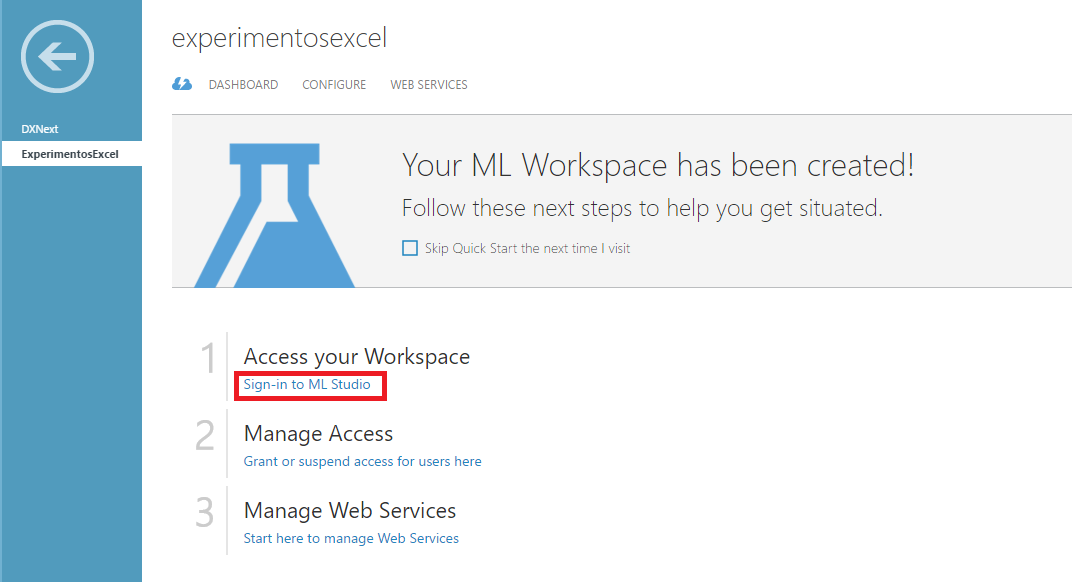 experimentosexcel
DASHBOARD CONFIGURE WEB SERVICES
DXNext
ExperimentosExcel
Your ML Workspace has been created!
Follow these next steps to help you get situated.
Skip Quick Start the next time I visit
1 Access your Workspace
Sign-in to ML Studio
2 Manage Access
Grant or suspend access for users here
3 Manage Web Services
Start here to manage Web Services